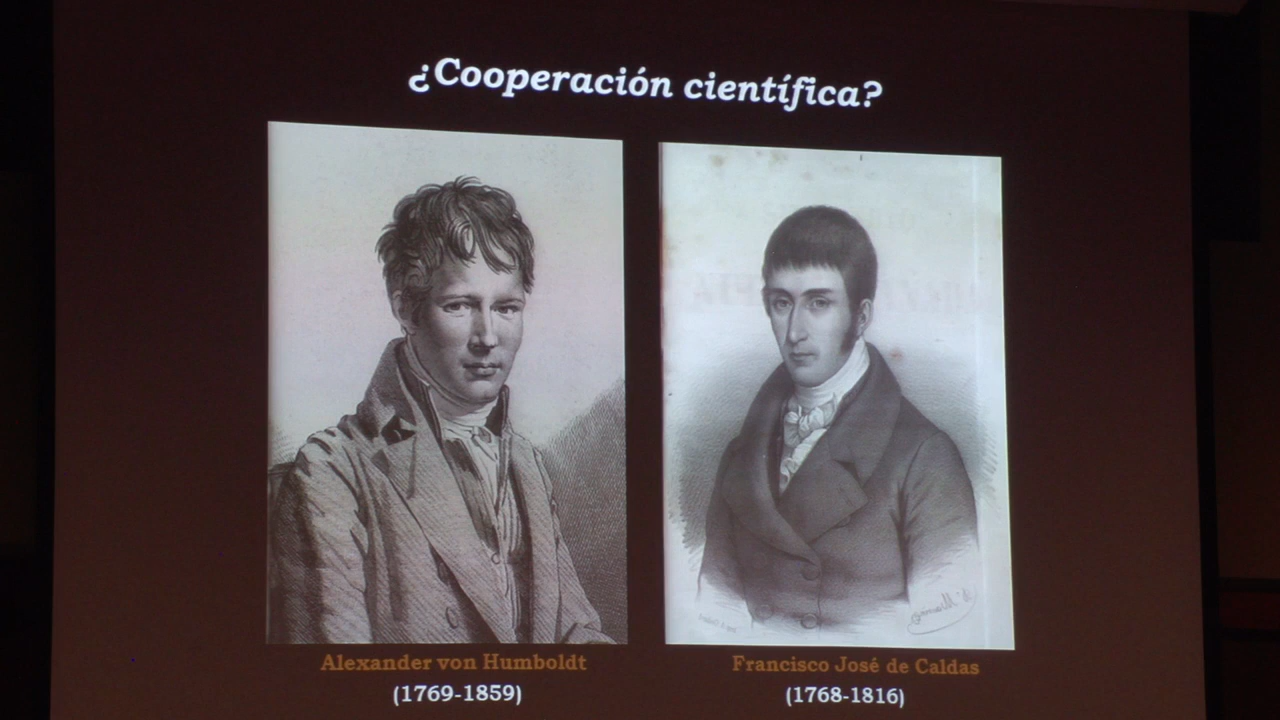 ¿Cooperación científica?
Alexander von Humboldt
(1769-1859)
Francisco José de Caldas
(1768-1816)